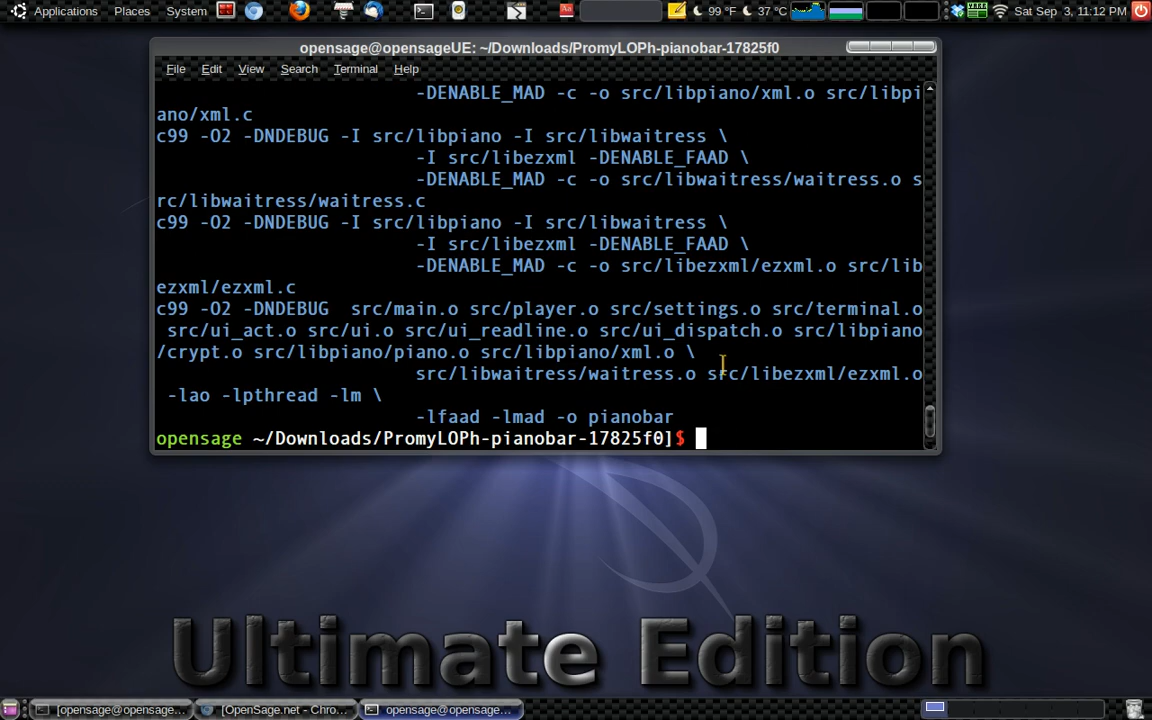 Applications Places System Aa 99 °F 37 °C Sat Sep 3, 11:12 PM
opensage@opensageUE: ~/Downloads/PromyLOPh-pianobar-17825f0
File Edit View Search Terminal Help
-DENABLE_MAD -c -o src/libpiano/xml.o src/libpi
ano/xml.c
c99 -O2 -DNDEBUG -I src/libpiano -I src/libwaitress \
-I src/libezxml -DENABLE_FAAD \
-DENABLE_MAD -c -o src/libwaitress/waitress.o s
rc/libwaitress/waitress.c
c99 -O2 -DNDEBUG -I src/libpiano -I src/libwaitress \
-I src/libezxml -DENABLE_FAAD \
-DENABLE_MAD -c -o src/libezxml/ezxml.o src/lib
ezxml/ezxml.c
c99 -O2 -DNDEBUG  src/main.o src/player.o src/settings.o src/terminal.o
src/ui_act.o src/ui.o src/ui_readline.o src/ui_dispatch.o src/libpiano
/crypt.o src/libpiano/piano.o src/libpiano/xml.o \
src/libwaitress/waitress.o src/libezxml/ezxml.o
-lao -lpthread -lm \
-lfaad -lmad -o pianobar
opensage ~/Downloads/PromyLOPh-pianobar-17825f0]$
Ultimate Edition
[opensage@opensage... [OpenSage.net - Chro... opensage@opensage...